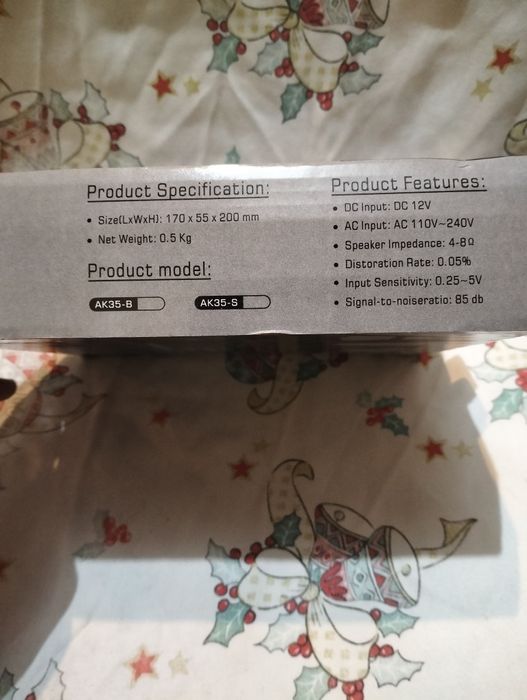 Product Specification:
• Size(LxWxH): 170 x 55 x 200 mm
• Net Weight: 0.5 Kg
Product model:
AK35-B
AK35-S
Product Features:
• DC Input: DC 12V
• AC Input: AC 110V~240V
• Speaker Impedance: 4-8Ω
• Distoration Rate: 0.05%
• Input Sensitivity: 0.25~5V
• Signal-to-noiseratio: 85 db